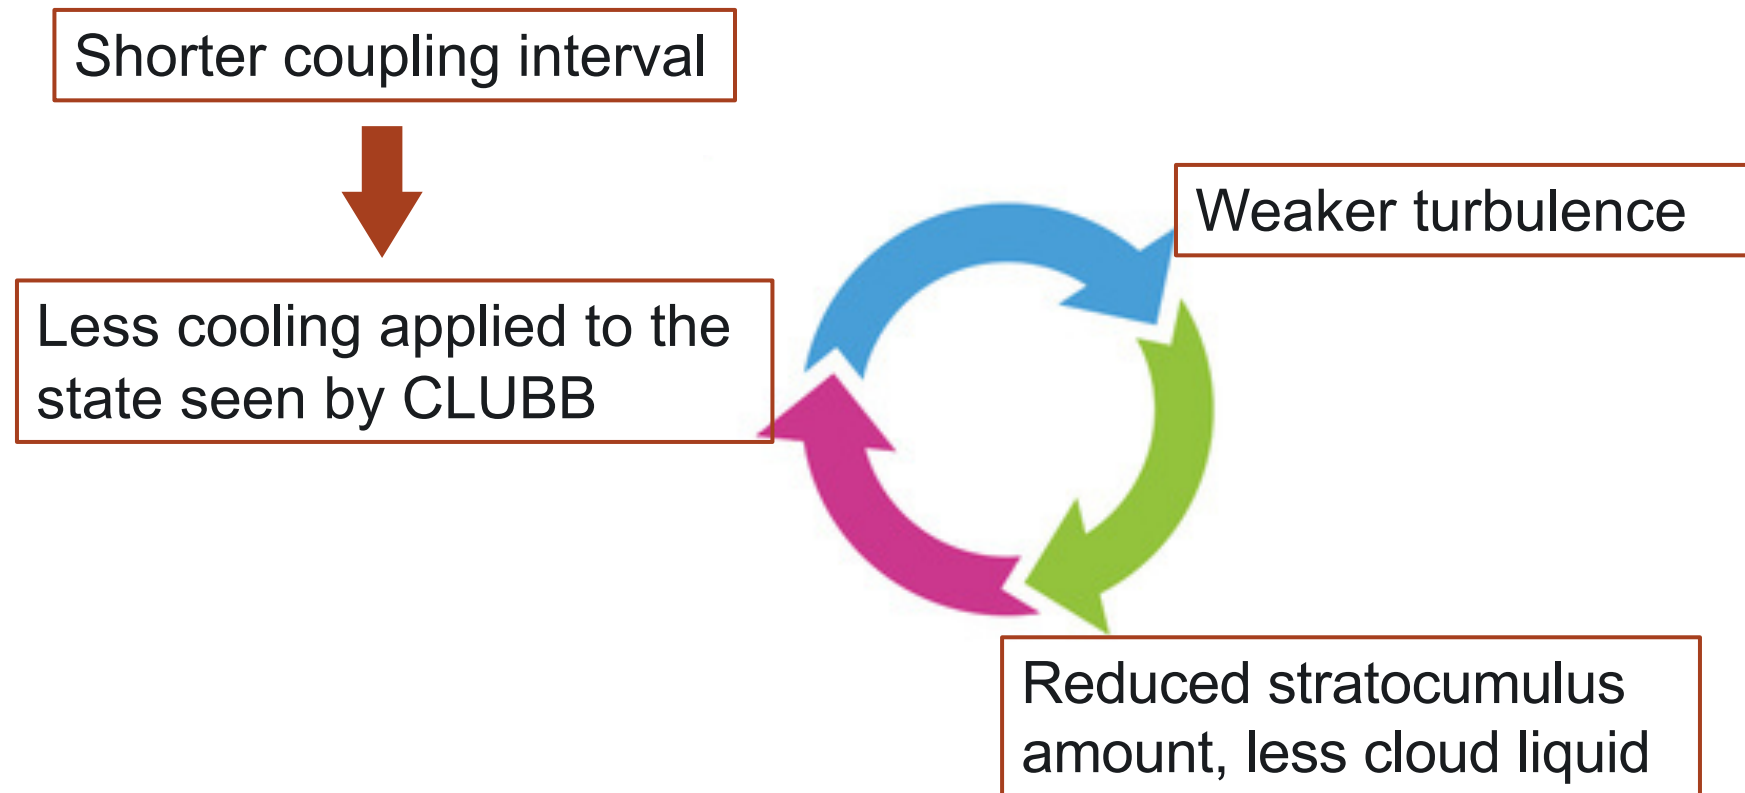 Shorter coupling interval
Weaker turbulence
Less cooling applied to the
state seen by CLUBB
Reduced stratocumulus
amount, less cloud liquid